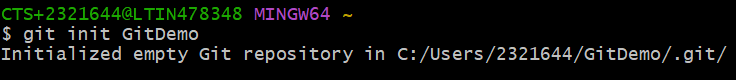 CTS+2321644@LTIN478348 MINGW64 ~
$ git init GitDemo
Initialized empty Git repository in C:/Users/2321644/GitDemo/.git/